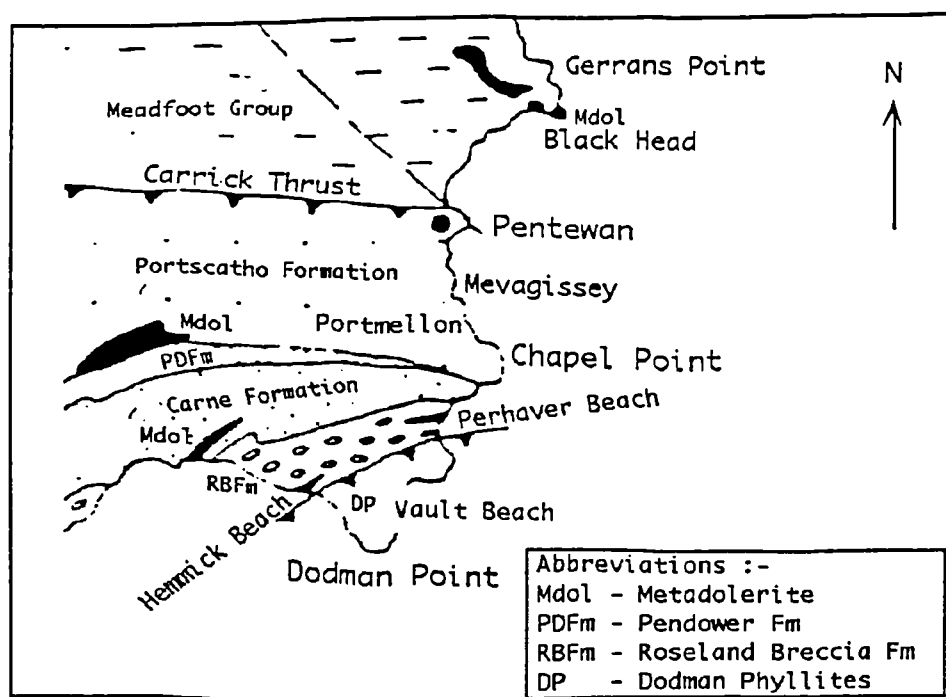 Gerrans Point
N
Meadfoot Group
Mdol
Black Head
Carrick Thrust
Pentewan
Portscatho Formation
Mevagissey
Mdol
Portmellon
Chapel Point
PDFm
Carne Formation
Perhaver Beach
Mdol
RBFm
DP
Vault Beach
Hemmick Beach
Dodman Point
Abbreviations :-
Mdol - Metadolerite
PDFm - Pendower Fm
RBFm - Roseland Breccia Fm
DP - Dodman Phyllites